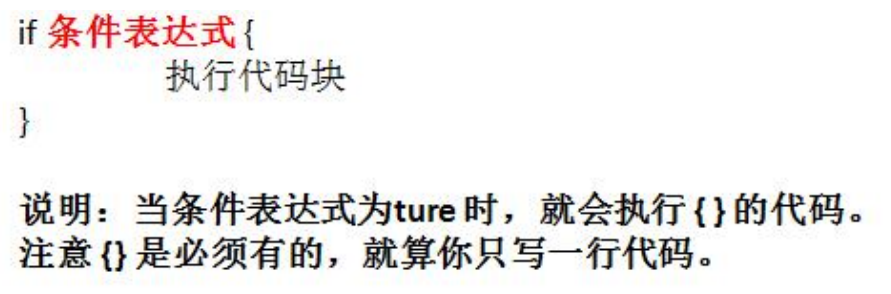 if 条件表达式 {
执行代码块
}
说明：当条件表达式为ture 时，就会执行 { } 的代码。
注意 {} 是必须有的，就算你只写一行代码。